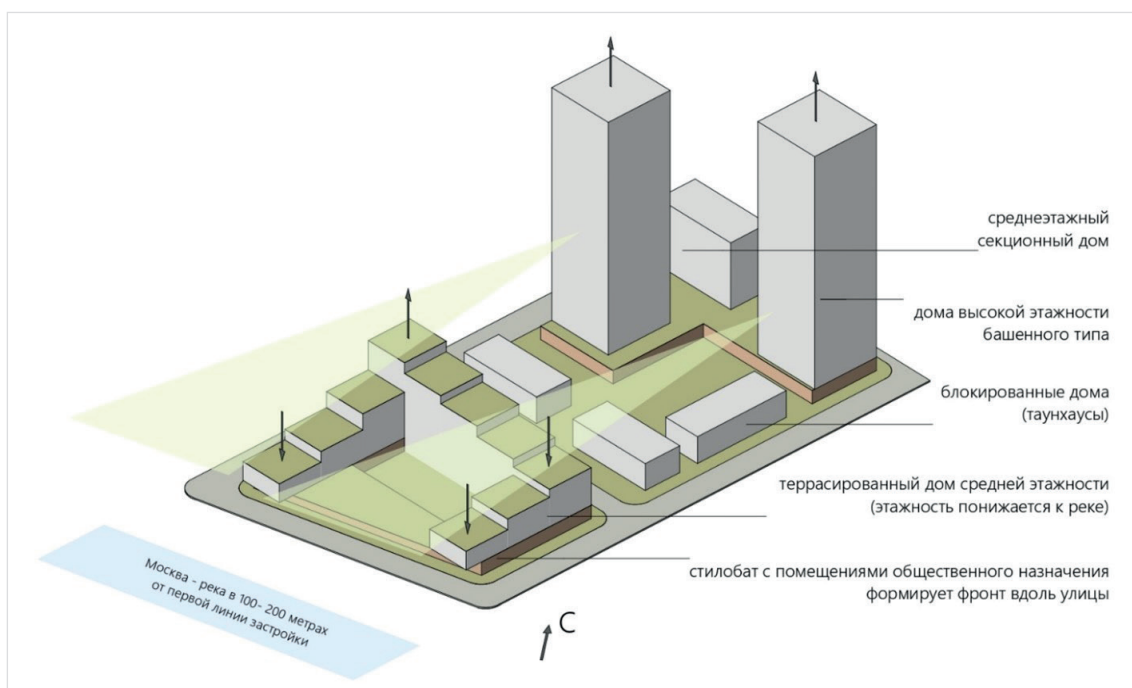 среднеэтажный
секционный дом
дома высокой этажности
башенного типа
блокированные дома
(таунхаусы)
террасированный дом средней этажности
(этажность понижается к реке)
стилобат с помещениями общественного назначения
формирует фронт вдоль улицы
Москва - река в 100- 200 метрах
от первой линии застройки
С